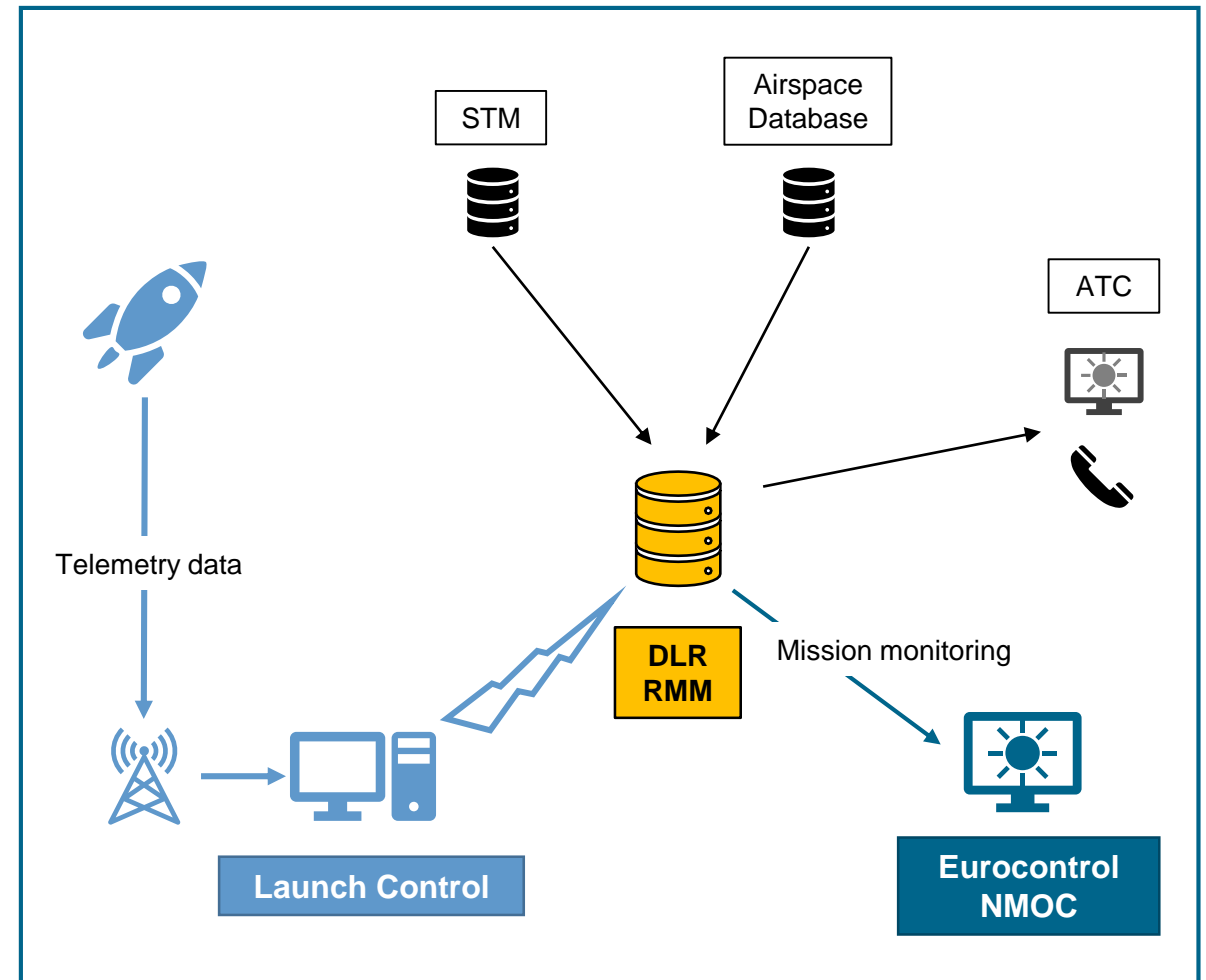 STM
Airspace
Database
ATC
Telemetry data
DLR
RMM
Mission monitoring
Launch Control
Eurocontrol
NMOC